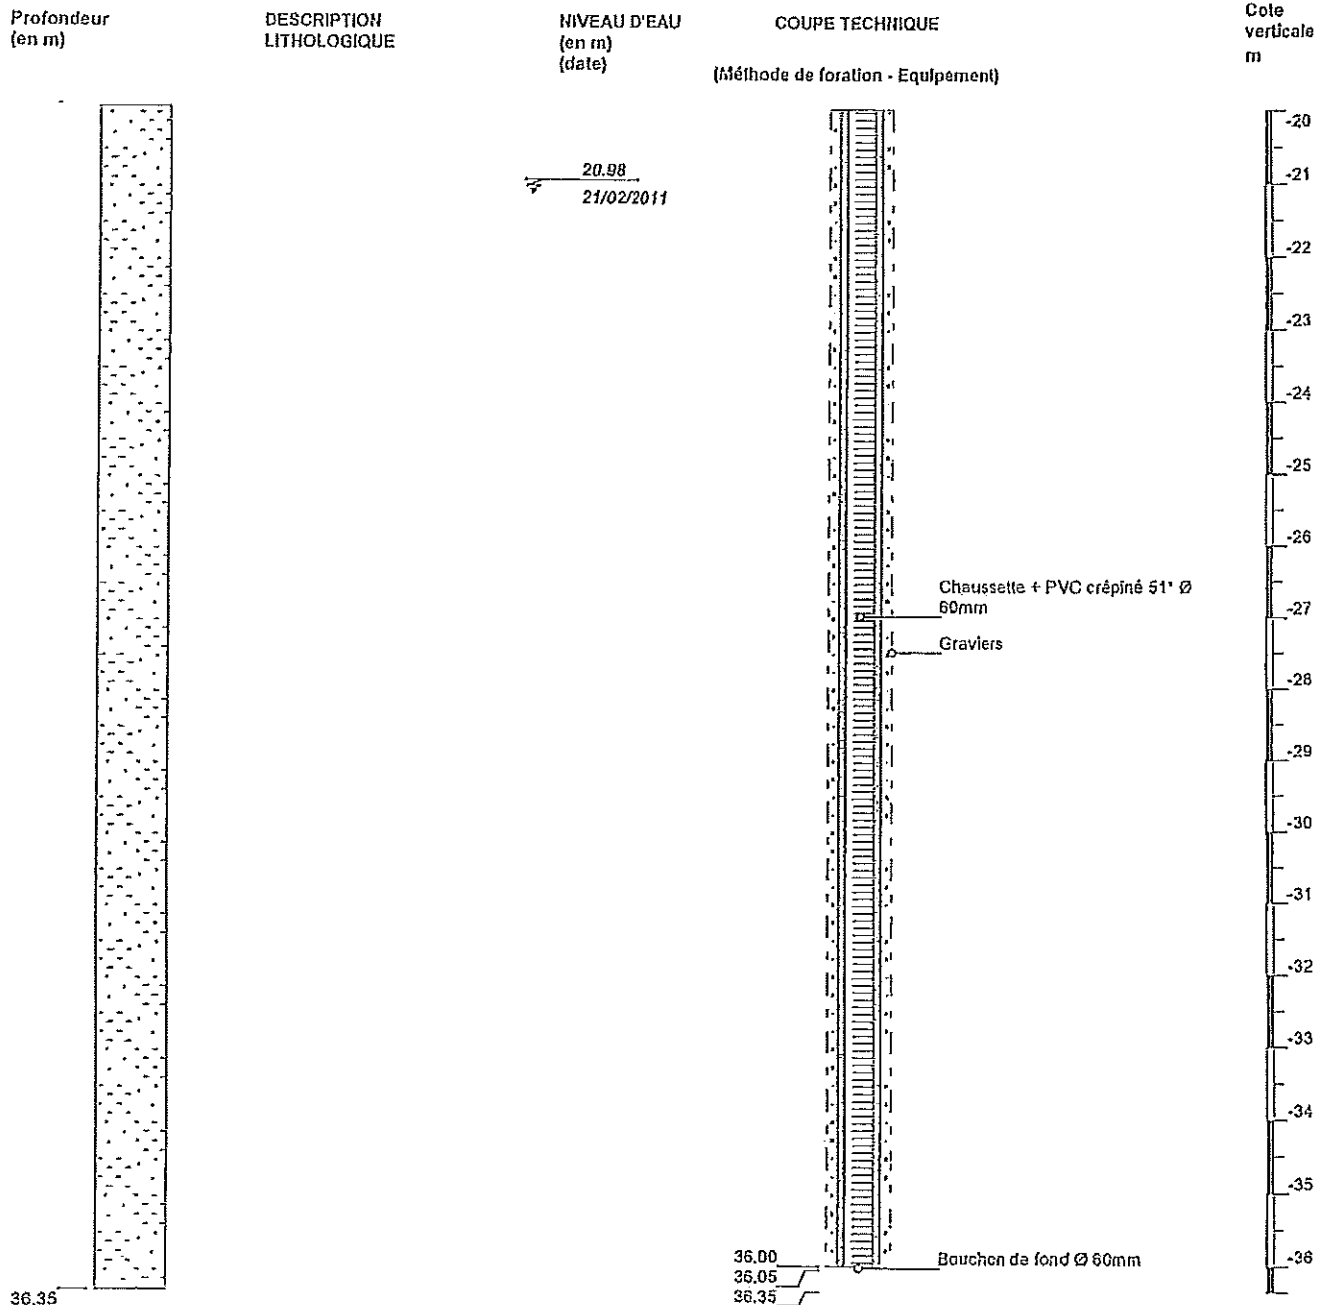 Profondeur
(en m)
DESCRIPTION
LITHOLOGIQUE
NIVEAU D'EAU
(en m)
(date)
COUPE TECHNIQUE
(Méthode de foration - Equipement)
Cote
verticale
m
20.98
21/02/2011
-20
-21
-22
-23
-24
-25
-26
-27
-28
-29
-30
-31
-32
-33
-34
-35
-36
Chaussette + PVC crépiné 51* Ø
60mm
Graviers
36.00
36.05
36.35
Bouchon de fond Ø 60mm
36.35